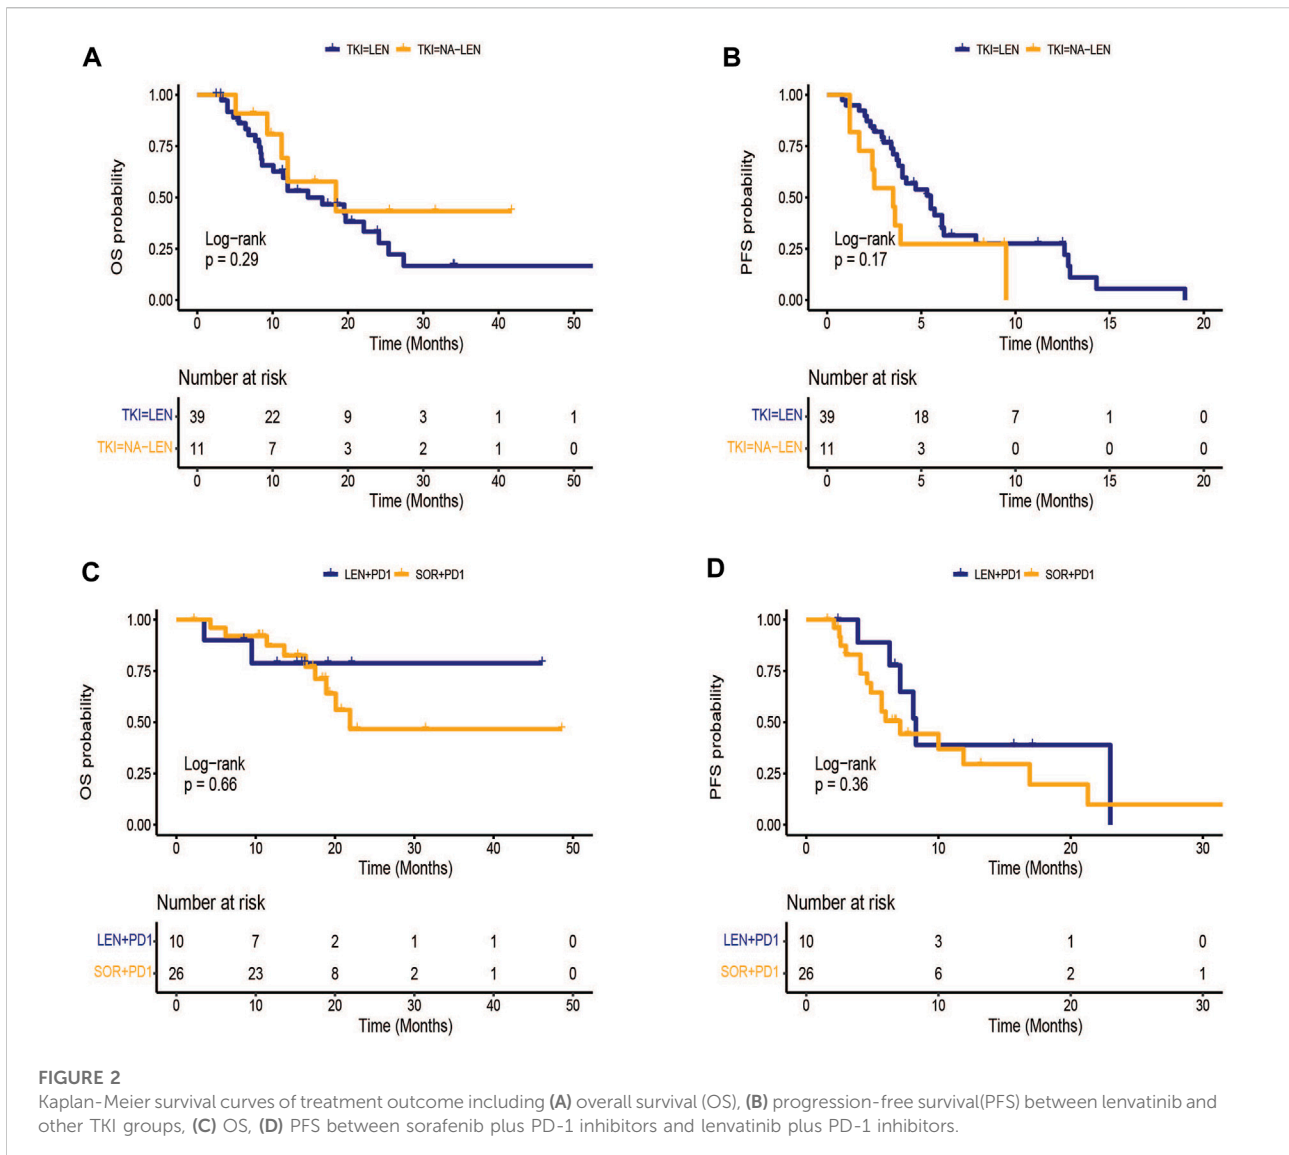 A
TKI=LEN TKI=NA−LEN
1.00
0.75
0.50
0.25
0.00
OS probability
Log−rank
p = 0.29
0 10 20 30 40 50
Time (Months)
Number at risk
TKI=LEN 39 22 9 3 1 1
TKI=NA−LEN 11 7 3 2 1 0
0 10 20 30 40 50
Time (Months)
B
TKI=LEN TKI=NA−LEN
1.00
0.75
0.50
0.25
0.00
PFS probability
Log−rank
p = 0.17
0 5 10 15 20
Time (Months)
Number at risk
TKI=LEN 39 18 7 1 0
TKI=NA−LEN 11 3 0 0 0
0 5 10 15 20
Time (Months)
C
LEN+PD1 SOR+PD1
1.00
0.75
0.50
0.25
0.00
OS probability
Log−rank
p = 0.66
0 10 20 30 40 50
Time (Months)
Number at risk
LEN+PD1 10 7 2 1 1 0
SOR+PD1 26 23 8 2 1 0
0 10 20 30 40 50
Time (Months)
D
LEN+PD1 SOR+PD1
1.00
0.75
0.50
0.25
0.00
PFS probability
Log−rank
p = 0.36
0 10 20 30
Time (Months)
Number at risk
LEN+PD1 10 3 1 0
SOR+PD1 26 6 2 1
0 10 20 30
Time (Months)
FIGURE 2
Kaplan-Meier survival curves of treatment outcome including (A) overall survival (OS), (B) progression-free survival(PFS) between lenvatinib and
other TKI groups, (C) OS, (D) PFS between sorafenib plus PD-1 inhibitors and lenvatinib plus PD-1 inhibitors.